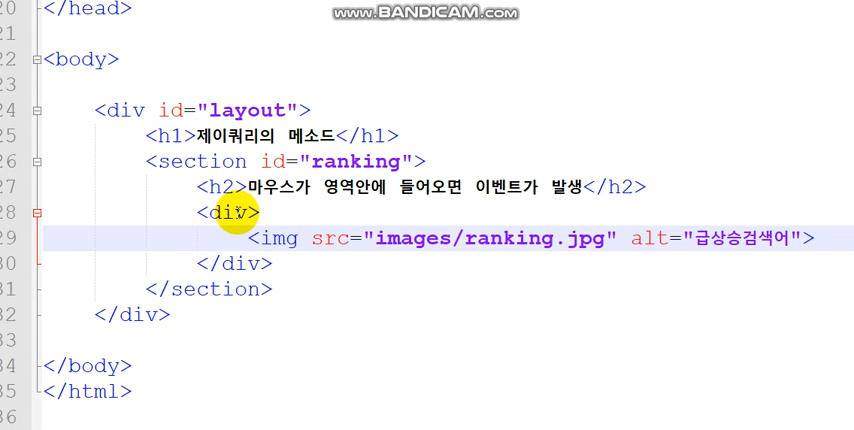 www.BANDICAM.com
20 </head>
21
22 <body>
23
24 <div id="layout">
25 <h1>제이쿼리의 메소드</h1>
26 <section id="ranking">
27 <h2>마우스가 영역안에 들어오면 이벤트가 발생</h2>
28 <div>
29 <img src="images/ranking.jpg" alt="급상승검색어">
30 </div>
31 </section>
32 </div>
33
34 </body>
35 </html>
36